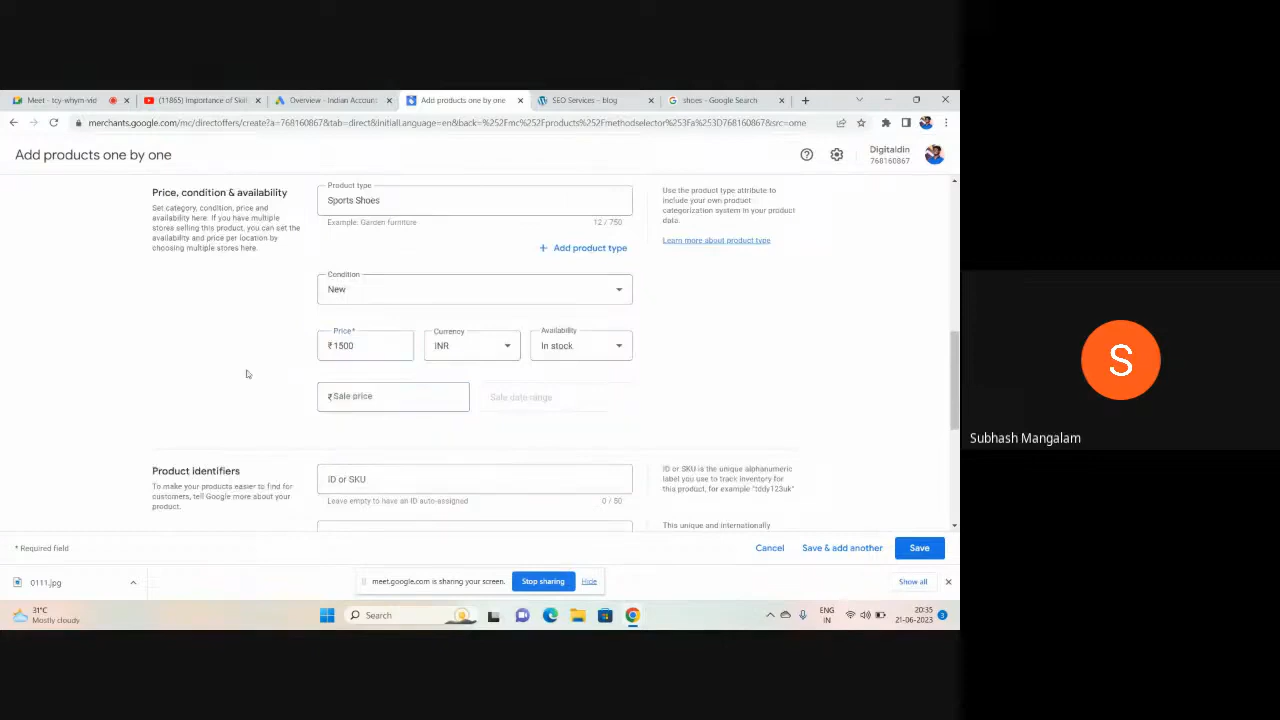 Meet - tcy-whym-vid
(11865) Importance of Skill
Overview - Indian Account
Add products one by one
SEO Services – blog
shoes - Google Search
merchants.google.com/mc/directoffers/create?a=768160867&tab=direct&initialLanguage=en&back=%252Fmc%252Fproducts%252Fmethodselector%253Fa%253D768160867&src=ome
Add products one by one
Digitaldin
768160867
Price, condition & availability
Set category, condition, price and
availability here. If you have multiple
stores selling this product, you can set the
availability and price per location by
choosing multiple stores here.
Product type
Sports Shoes
Example: Garden furniture
12 / 750
Use the product type attribute to
include your own product
categorization system in your product
data.
Learn more about product type
+ Add product type
Condition
New
Price*
₹ 1500
Currency
INR
Availability
In stock
₹ Sale price
Sale date range
Product identifiers
To make your products easier to find for
customers, tell Google more about your
product.
ID or SKU
Leave empty to have an ID auto-assigned
0 / 50
ID or SKU is the unique alphanumeric
label you use to track inventory for
this product, for example "tddy123uk"
This unique and internationally
* Required field
Cancel
Save & add another
Save
0111.jpg
meet.google.com is sharing your screen.
Stop sharing
Hide
Show all
31°C
Mostly cloudy
Search
ENG
IN
20:35
21-06-2023
3
S
Subhash Mangalam